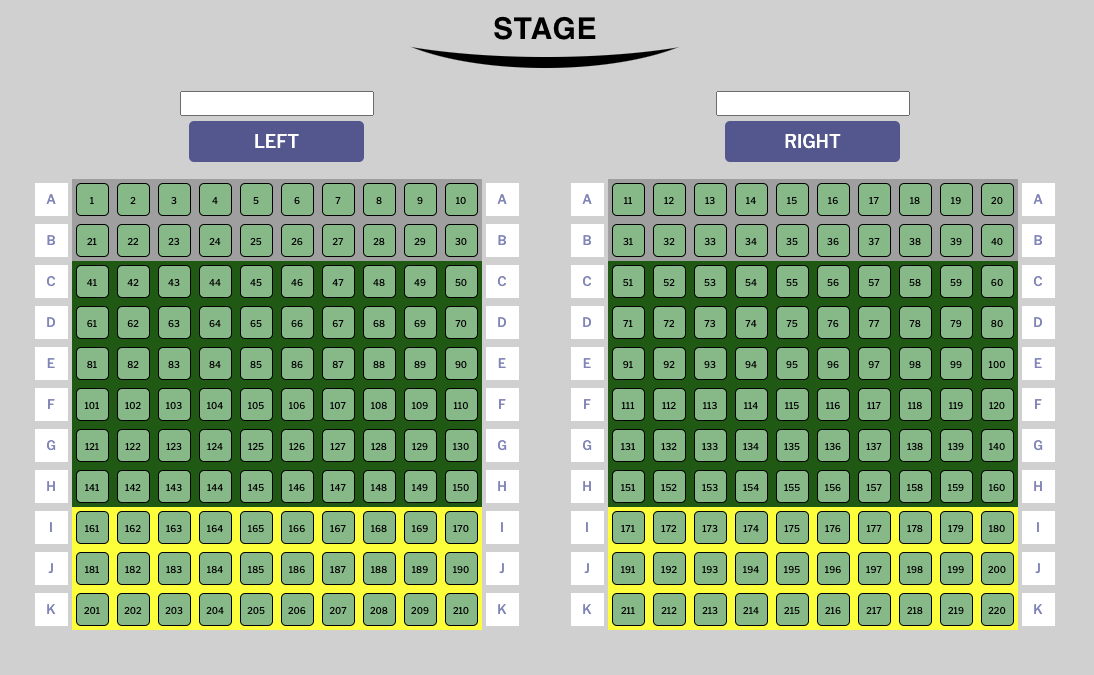 STAGE
LEFT RIGHT
A 1 2 3 4 5 6 7 8 9 10 A A 11 12 13 14 15 16 17 18 19 20 A
B 21 22 23 24 25 26 27 28 29 30 B B 31 32 33 34 35 36 37 38 39 40 B
C 41 42 43 44 45 46 47 48 49 50 C C 51 52 53 54 55 56 57 58 59 60 C
D 61 62 63 64 65 66 67 68 69 70 D D 71 72 73 74 75 76 77 78 79 80 D
E 81 82 83 84 85 86 87 88 89 90 E E 91 92 93 94 95 96 97 98 99 100 E
F 101 102 103 104 105 106 107 108 109 110 F F 111 112 113 114 115 116 117 118 119 120 F
G 121 122 123 124 125 126 127 128 129 130 G G 131 132 133 134 135 136 137 138 139 140 G
H 141 142 143 144 145 146 147 148 149 150 H H 151 152 153 154 155 156 157 158 159 160 H
I 161 162 163 164 165 166 167 168 169 170 I I 171 172 173 174 175 176 177 178 179 180 I
J 181 182 183 184 185 186 187 188 189 190 J J 191 192 193 194 195 196 197 198 199 200 J
K 201 202 203 204 205 206 207 208 209 210 K K 211 212 213 214 215 216 217 218 219 220 K